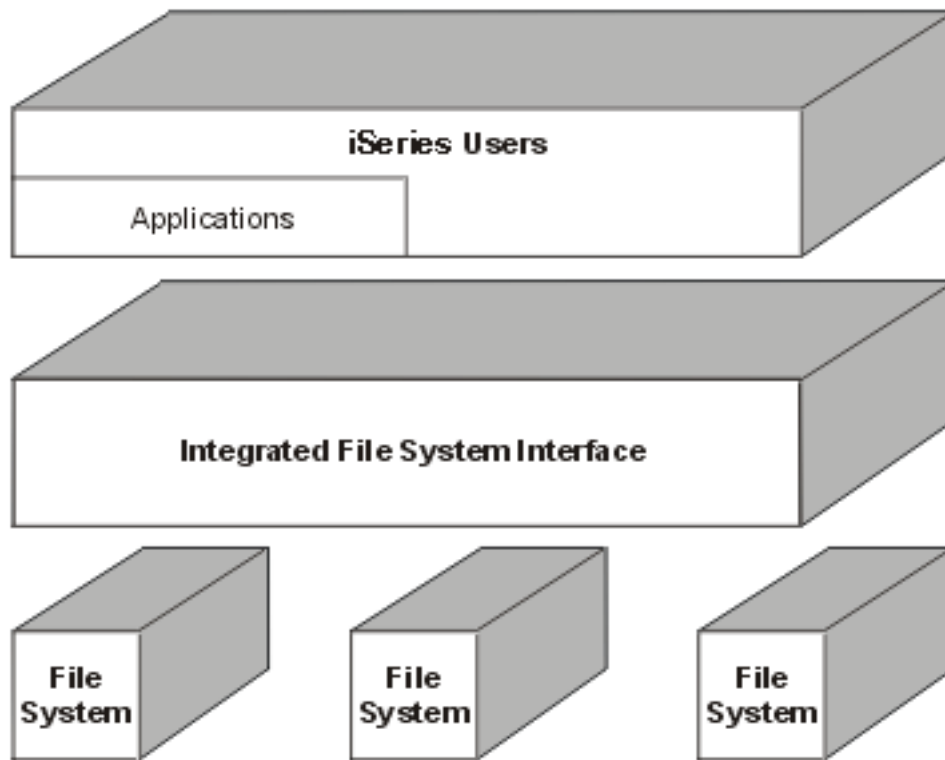 iSeries Users
Applications
Integrated File System Interface
File
System
File
System
File
System